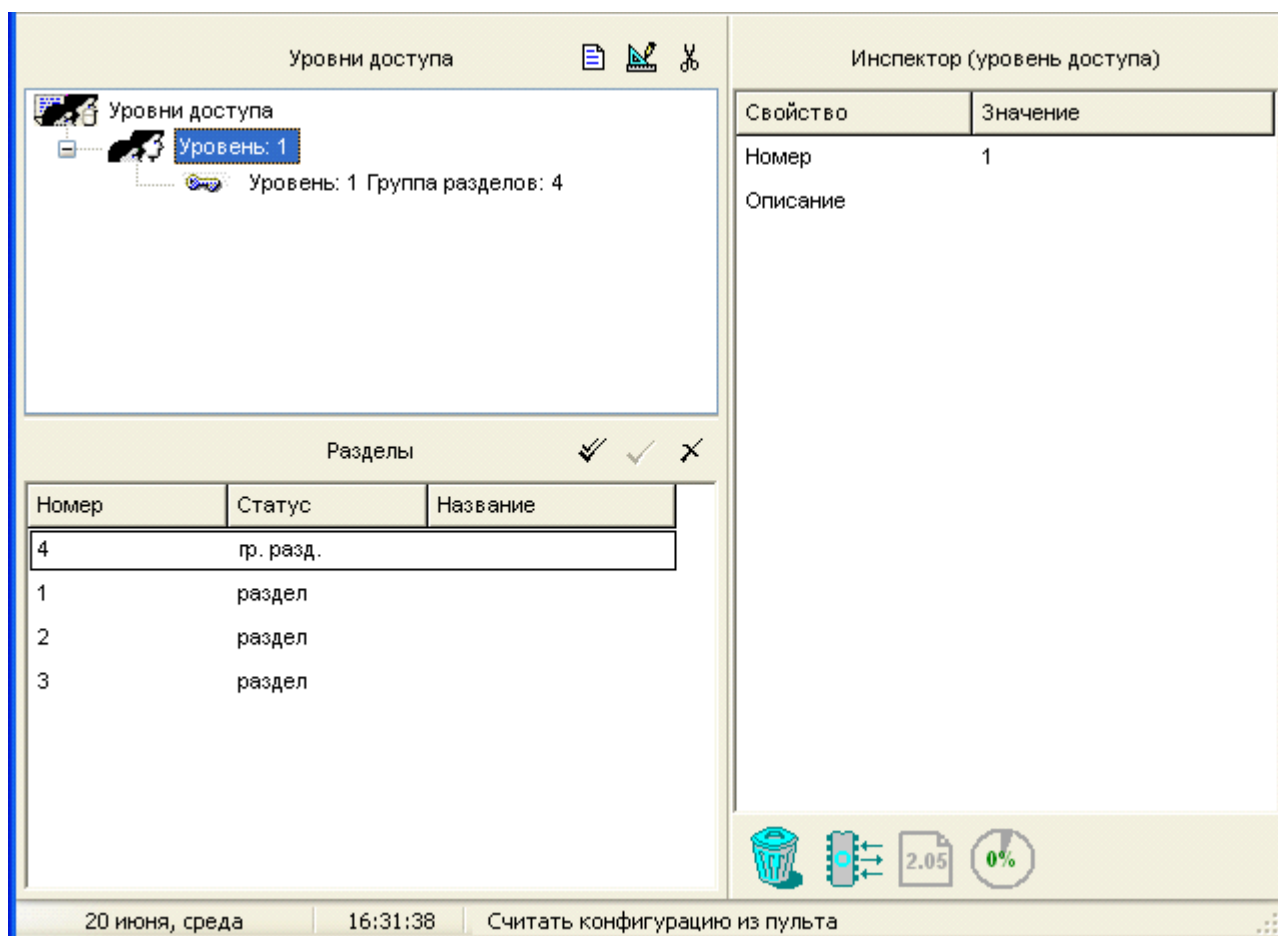 Уровни доступа
Уровни доступа
Уровень: 1
Уровень: 1 Группа разделов: 4
Разделы
Номер Статус Название
4 гр. разд.
1 раздел
2 раздел
3 раздел
Инспектор (уровень доступа)
Свойство Значение
Номер 1
Описание
2.05 0%
20 июня, среда 16:31:38 Считать конфигурацию из пульта